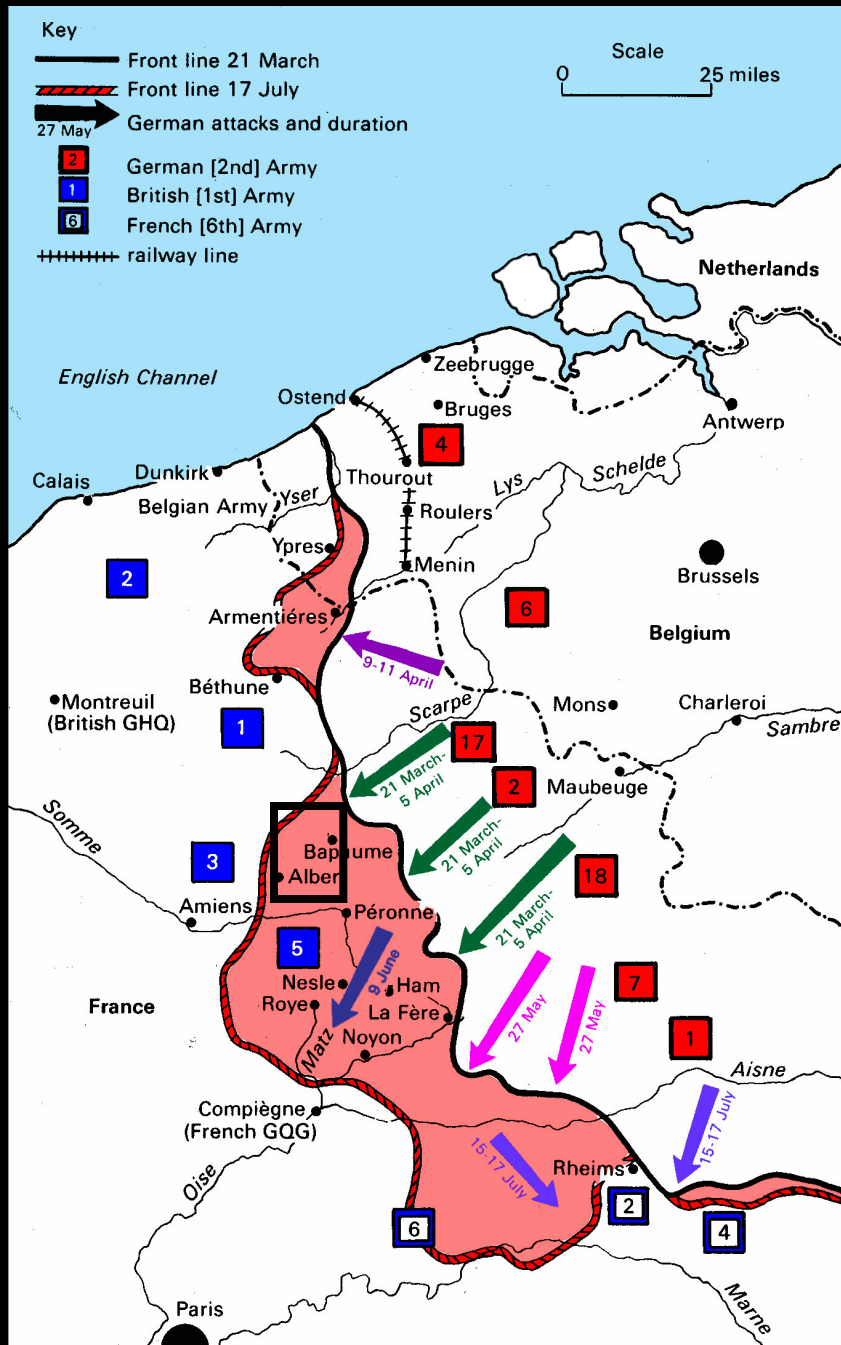 Key
Front line 21 March
Front line 17 July
27 May
German attacks and duration
2
German [2nd] Army
1
British [1st] Army
6
French [6th] Army
railway line
Scale
0
25 miles
Netherlands
English Channel
Zeebrugge
Ostend
Bruges
Antwerp
4
Dunkirk
Thourout
Lys
Schelde
Calais
Belgian Army
Yser
Roulers
Ypres
Menin
Brussels
2
6
Armentiéres
Belgium
9-11 April
Béthune
Montreuil
(British GHQ)
Scarpe
Mons
Charleroi
Sambre
1
17
21 March-
5 April
2
Maubeuge
Somme
21 March-
5 April
3
Bapaume
Alber
18
21 March-
5 April
Amiens
Péronne
5
9 June
Nesle
Ham
7
France
Roye
La Fère
27 May
27 May
Matz
Noyon
1
Aisne
Compiègne
(French GQG)
15-17 July
15-17 July
Rheims
Oise
2
6
4
Marne
Paris